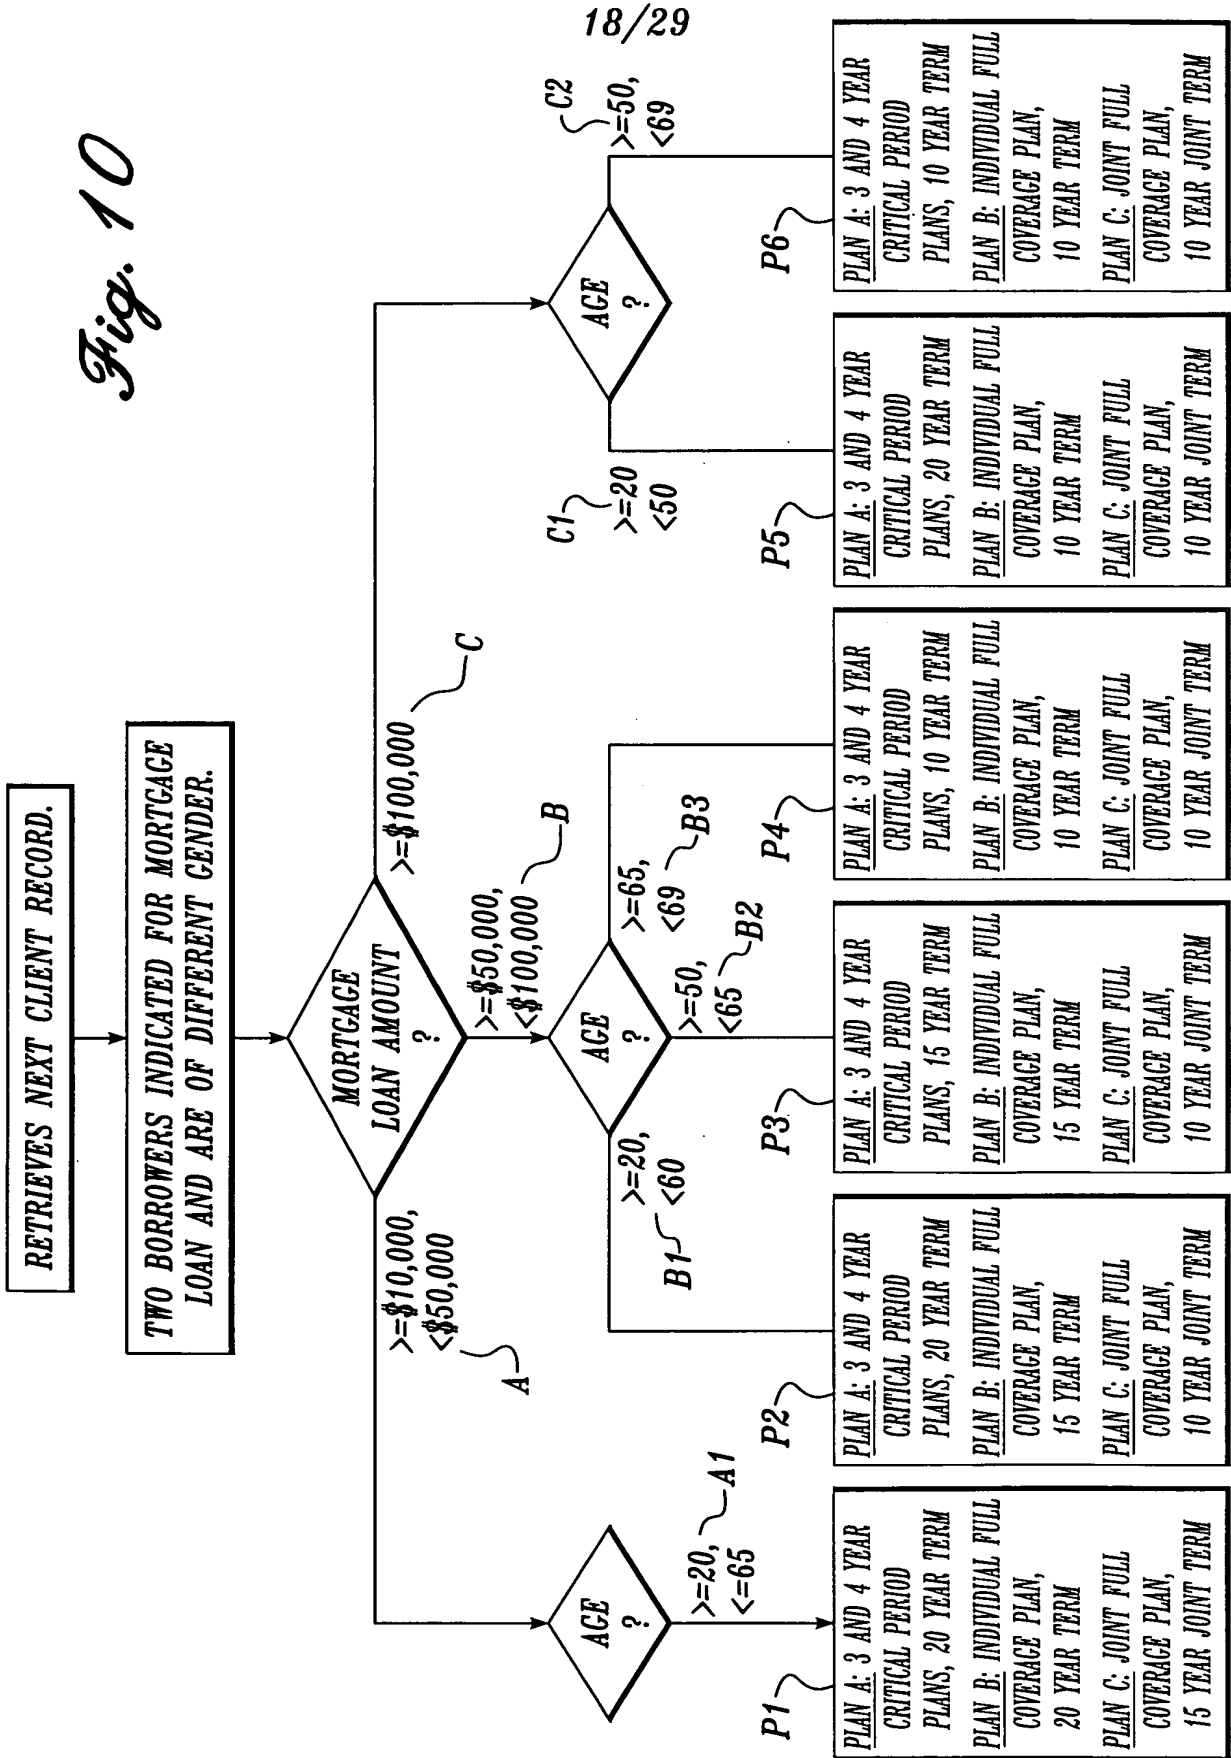 18/29
Fig. 10
RETRIEVES NEXT CLIENT RECORD.
TWO BORROWERS INDICATED FOR MORTGAGE
LOAN AND ARE OF DIFFERENT GENDER.
MORTGAGE
LOAN AMOUNT
?
>=$10,000,
<$50,000
A
>=$50,000,
<$100,000
B
>=$100,000
C
AGE
?
>=20,
<=65
A1
AGE
?
>=20,
<60
B1
>=50,
<65
B2
>=65,
<69
B3
AGE
?
C1
>=20
<50
C2
>=50,
<69
P1
PLAN A: 3 AND 4 YEAR
CRITICAL PERIOD
PLANS, 20 YEAR TERM
PLAN B: INDIVIDUAL FULL
COVERAGE PLAN,
20 YEAR TERM
PLAN C: JOINT FULL
COVERAGE PLAN,
15 YEAR JOINT TERM
P2
PLAN A: 3 AND 4 YEAR
CRITICAL PERIOD
PLANS, 20 YEAR TERM
PLAN B: INDIVIDUAL FULL
COVERAGE PLAN,
15 YEAR TERM
PLAN C: JOINT FULL
COVERAGE PLAN,
10 YEAR JOINT TERM
P3
PLAN A: 3 AND 4 YEAR
CRITICAL PERIOD
PLANS, 15 YEAR TERM
PLAN B: INDIVIDUAL FULL
COVERAGE PLAN,
15 YEAR TERM
PLAN C: JOINT FULL
COVERAGE PLAN,
10 YEAR JOINT TERM
P4
PLAN A: 3 AND 4 YEAR
CRITICAL PERIOD
PLANS, 10 YEAR TERM
PLAN B: INDIVIDUAL FULL
COVERAGE PLAN,
10 YEAR TERM
PLAN C: JOINT FULL
COVERAGE PLAN,
10 YEAR JOINT TERM
P5
PLAN A: 3 AND 4 YEAR
CRITICAL PERIOD
PLANS, 20 YEAR TERM
PLAN B: INDIVIDUAL FULL
COVERAGE PLAN,
10 YEAR TERM
PLAN C: JOINT FULL
COVERAGE PLAN,
10 YEAR JOINT TERM
P6
PLAN A: 3 AND 4 YEAR
CRITICAL PERIOD
PLANS, 10 YEAR TERM
PLAN B: INDIVIDUAL FULL
COVERAGE PLAN,
10 YEAR TERM
PLAN C: JOINT FULL
COVERAGE PLAN,
10 YEAR JOINT TERM